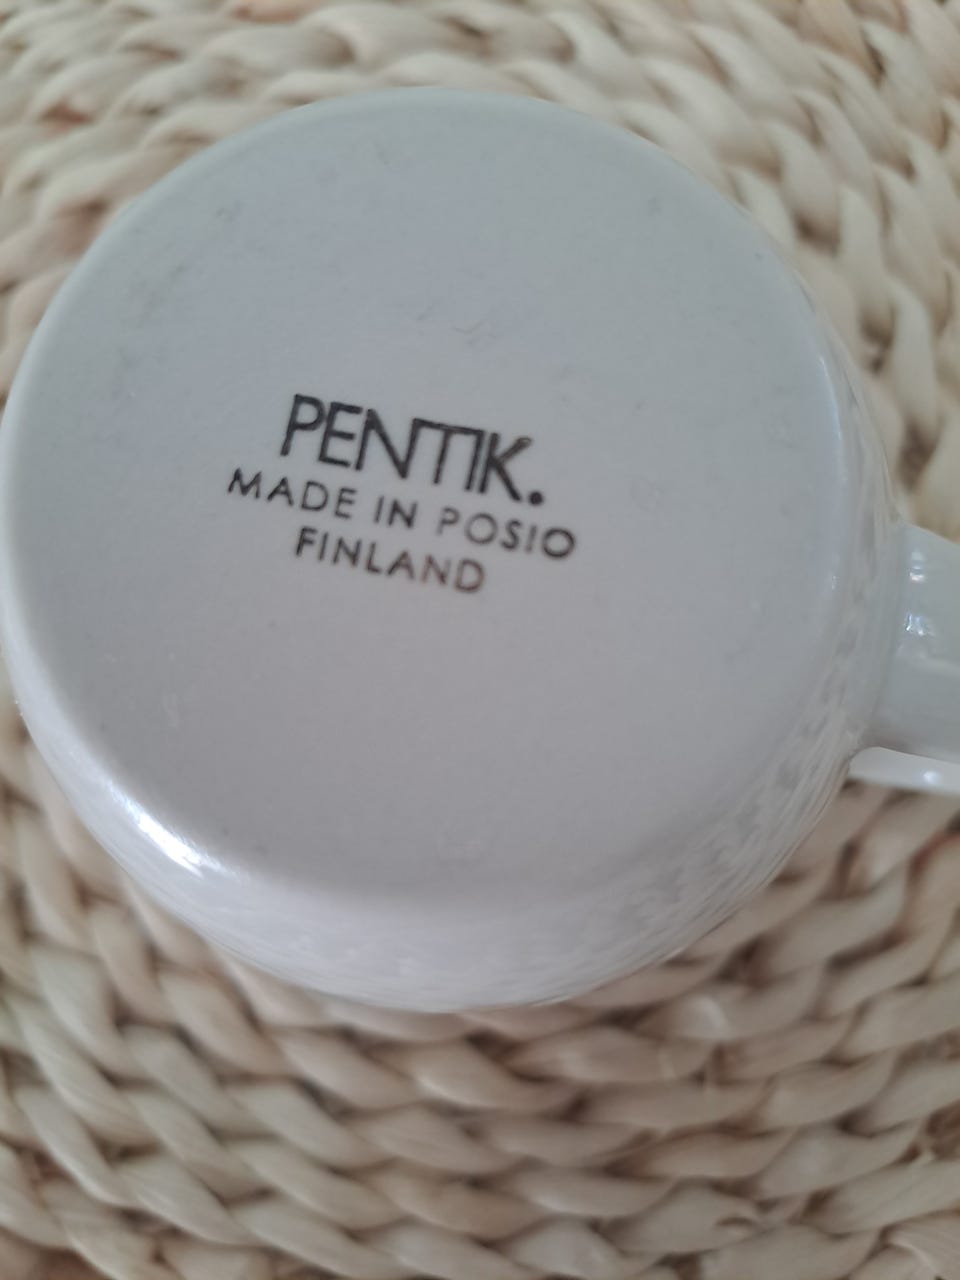 PENTIK.
MADE IN POSIO
FINLAND